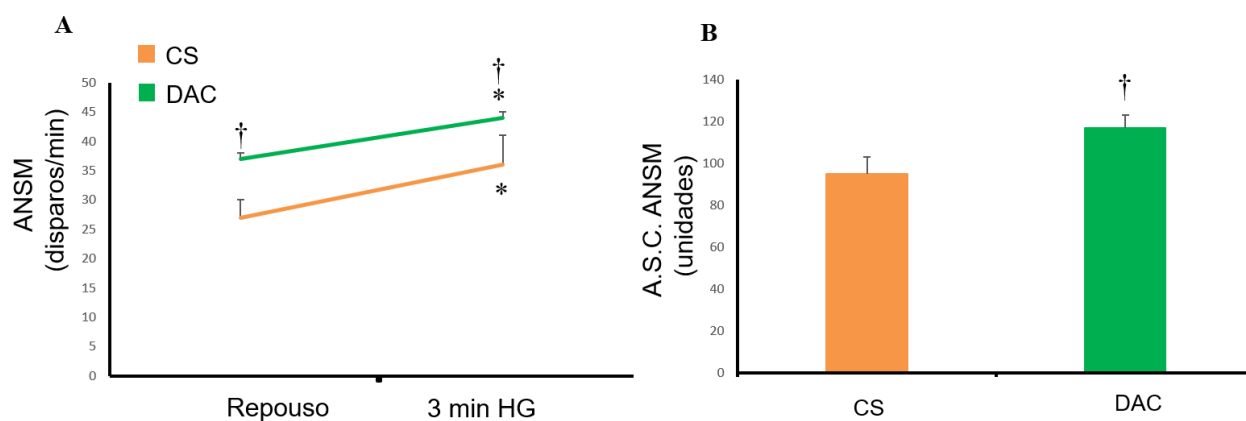 A
CS
DAC
ANSM
(disparos/min)
50
45
40
35
30
25
20
15
10
5
0
†
†
*
*
Repouso
3 min HG
B
A.S.C. ANSM
(unidades)
140
120
100
80
60
40
20
0
†
CS
DAC